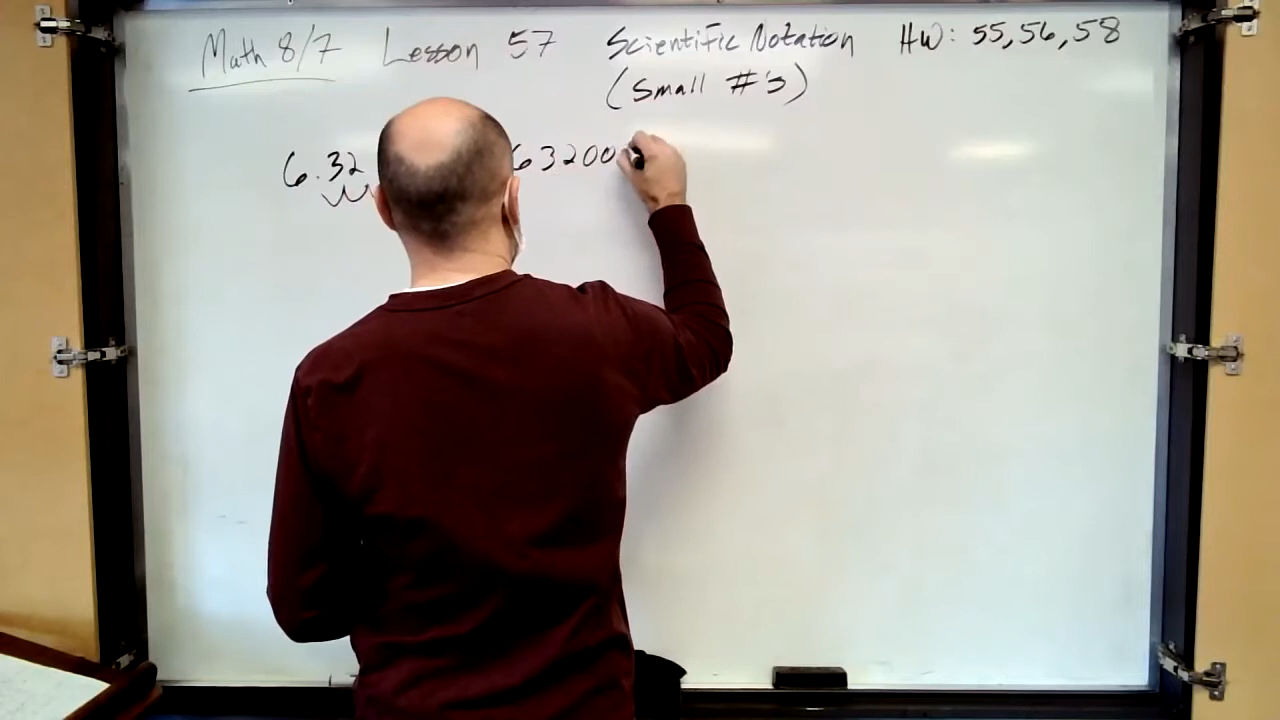 Math 8/7 Lesson 57 Scientific Notation HW: 55,56,58
(Small #'s)
6.32 63200